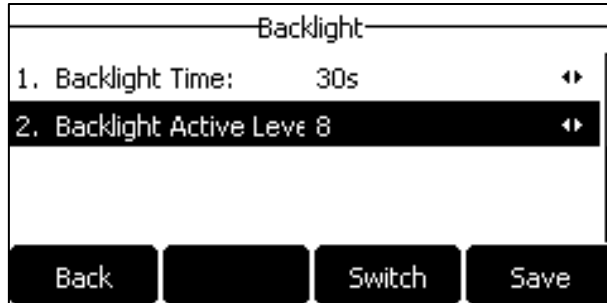 Backlight
1. Backlight Time: 30s
2. Backlight Active Leve 8
Back Switch Save